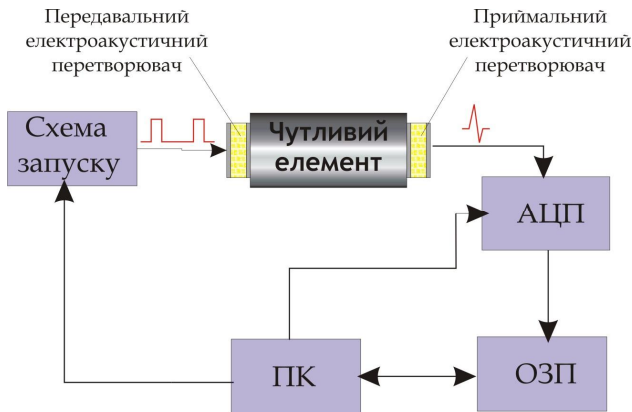 Передавальний
електроакустичний
перетворювач
Приймальний
електроакустичний
перетворювач
Схема
запуску
Чутливий
елемент
АЦП
ПК
ОЗП